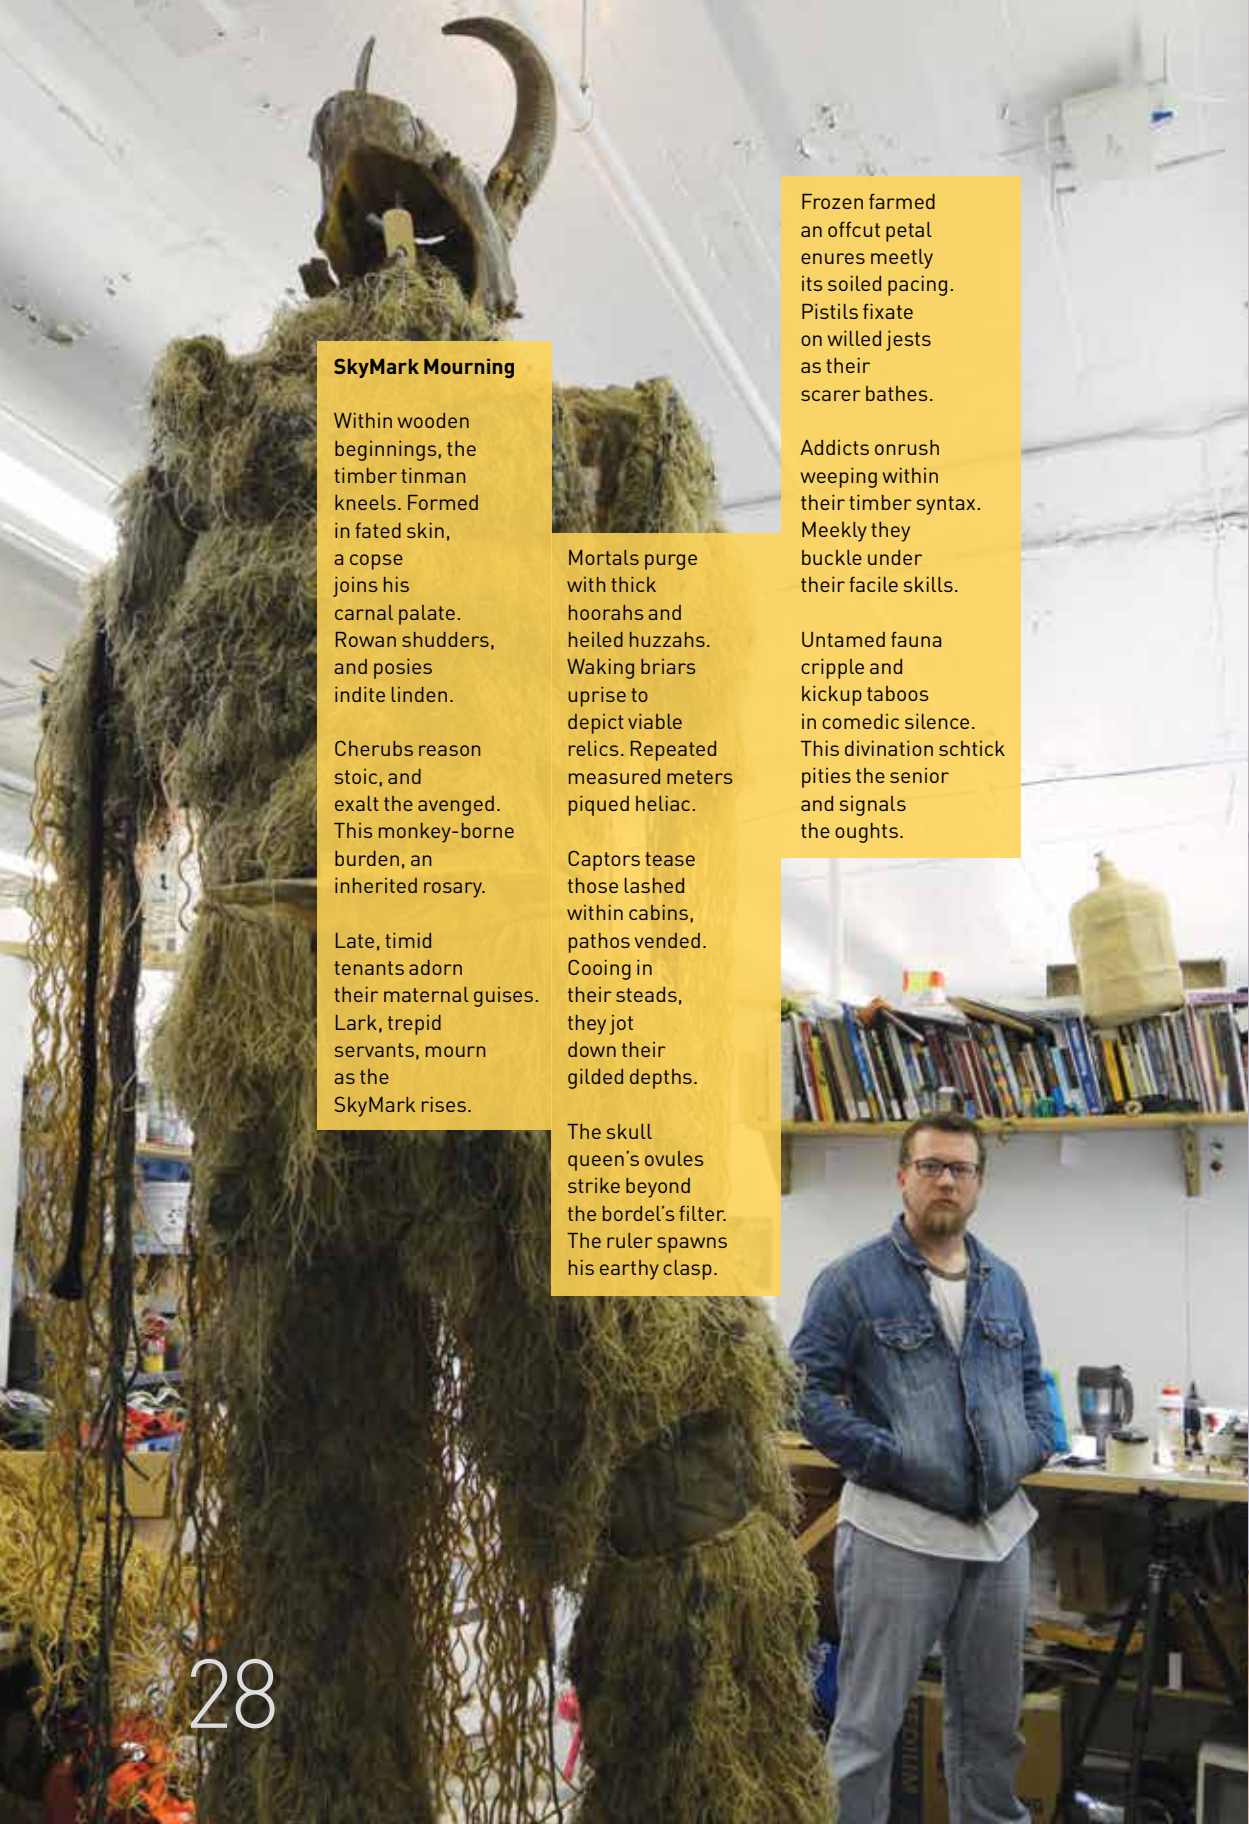 SkyMark Mourning

Within wooden
beginnings, the
timber tinman
kneels. Formed
in fated skin,
a copse
joins his
carnal palate.
Rowan shudders,
and posies
indite linden.

Cherubs reason
stoic, and
exalt the avenged.
This monkey-borne
burden, an
inherited rosary.

Late, timid
tenants adorn
their maternal guises.
Lark, trepid
servants, mourn
as the
SkyMark rises.

Mortals purge
with thick
hoorahs and
heiled huzzahs.
Waking briars
uprise to
depict viable
relics. Repeated
measured meters
piqued heliac.

Captors tease
those lashed
within cabins,
pathos vended.
Cooing in
their steads,
they jot
down their
gilded depths.

The skull
queen's ovules
strike beyond
the bordel's filter.
The ruler spawns
his earthy clasp.

Frozen farmed
an offcut petal
enures meetly
its soiled pacing.
Pistils fixate
on willed jests
as their
scarer bathes.

Addicts onrush
weeping within
their timber syntax.
Meekly they
buckle under
their facile skills.

Untamed fauna
cripple and
kickup taboos
in comedic silence.
This divination schtick
pities the senior
and signals
the oughts.

28